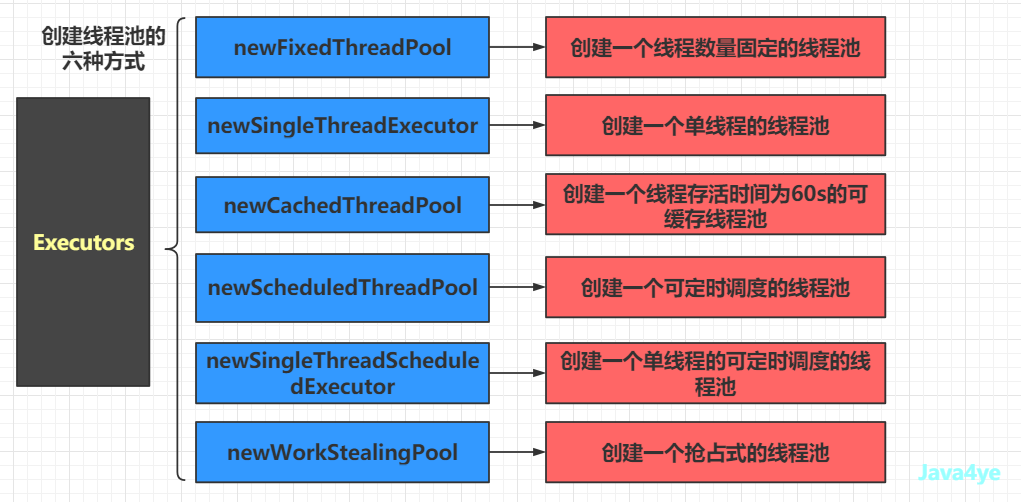 创建线程池的
六种方式
Executors
newFixedThreadPool
创建一个线程数量固定的线程池
newSingleThreadExecutor
创建一个单线程的线程池
newCachedThreadPool
创建一个线程存活时间为60s的可
缓存线程池
newScheduledThreadPool
创建一个可定时调度的线程池
newSingleThreadSchedule
dExecutor
创建一个单线程的可定时调度的线
程池
newWorkStealingPool
创建一个抢占式的线程池
Java4ye